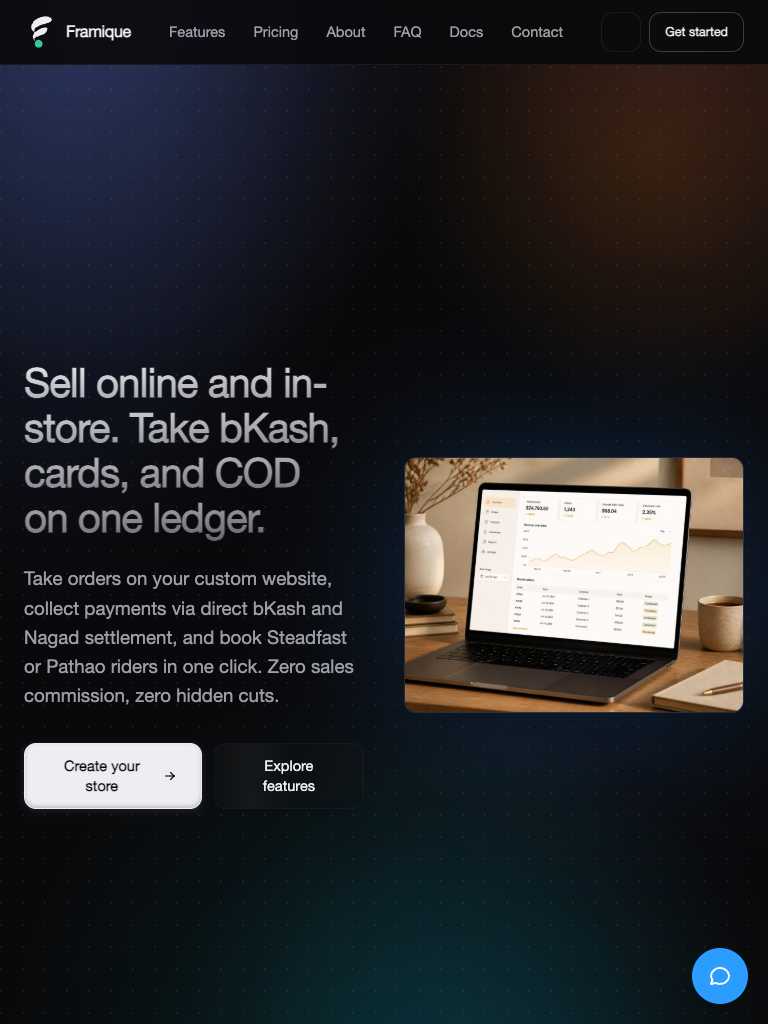 Framique
Features
Pricing
About
FAQ
Docs
Contact
Get started
Sell online and in-
store. Take bKash,
cards, and COD
on one ledger.
Take orders on your custom website,
collect payments via direct bKash and
Nagad settlement, and book Steadfast
or Pathao riders in one click. Zero sales
commission, zero hidden cuts.
Create your
store
Explore
features